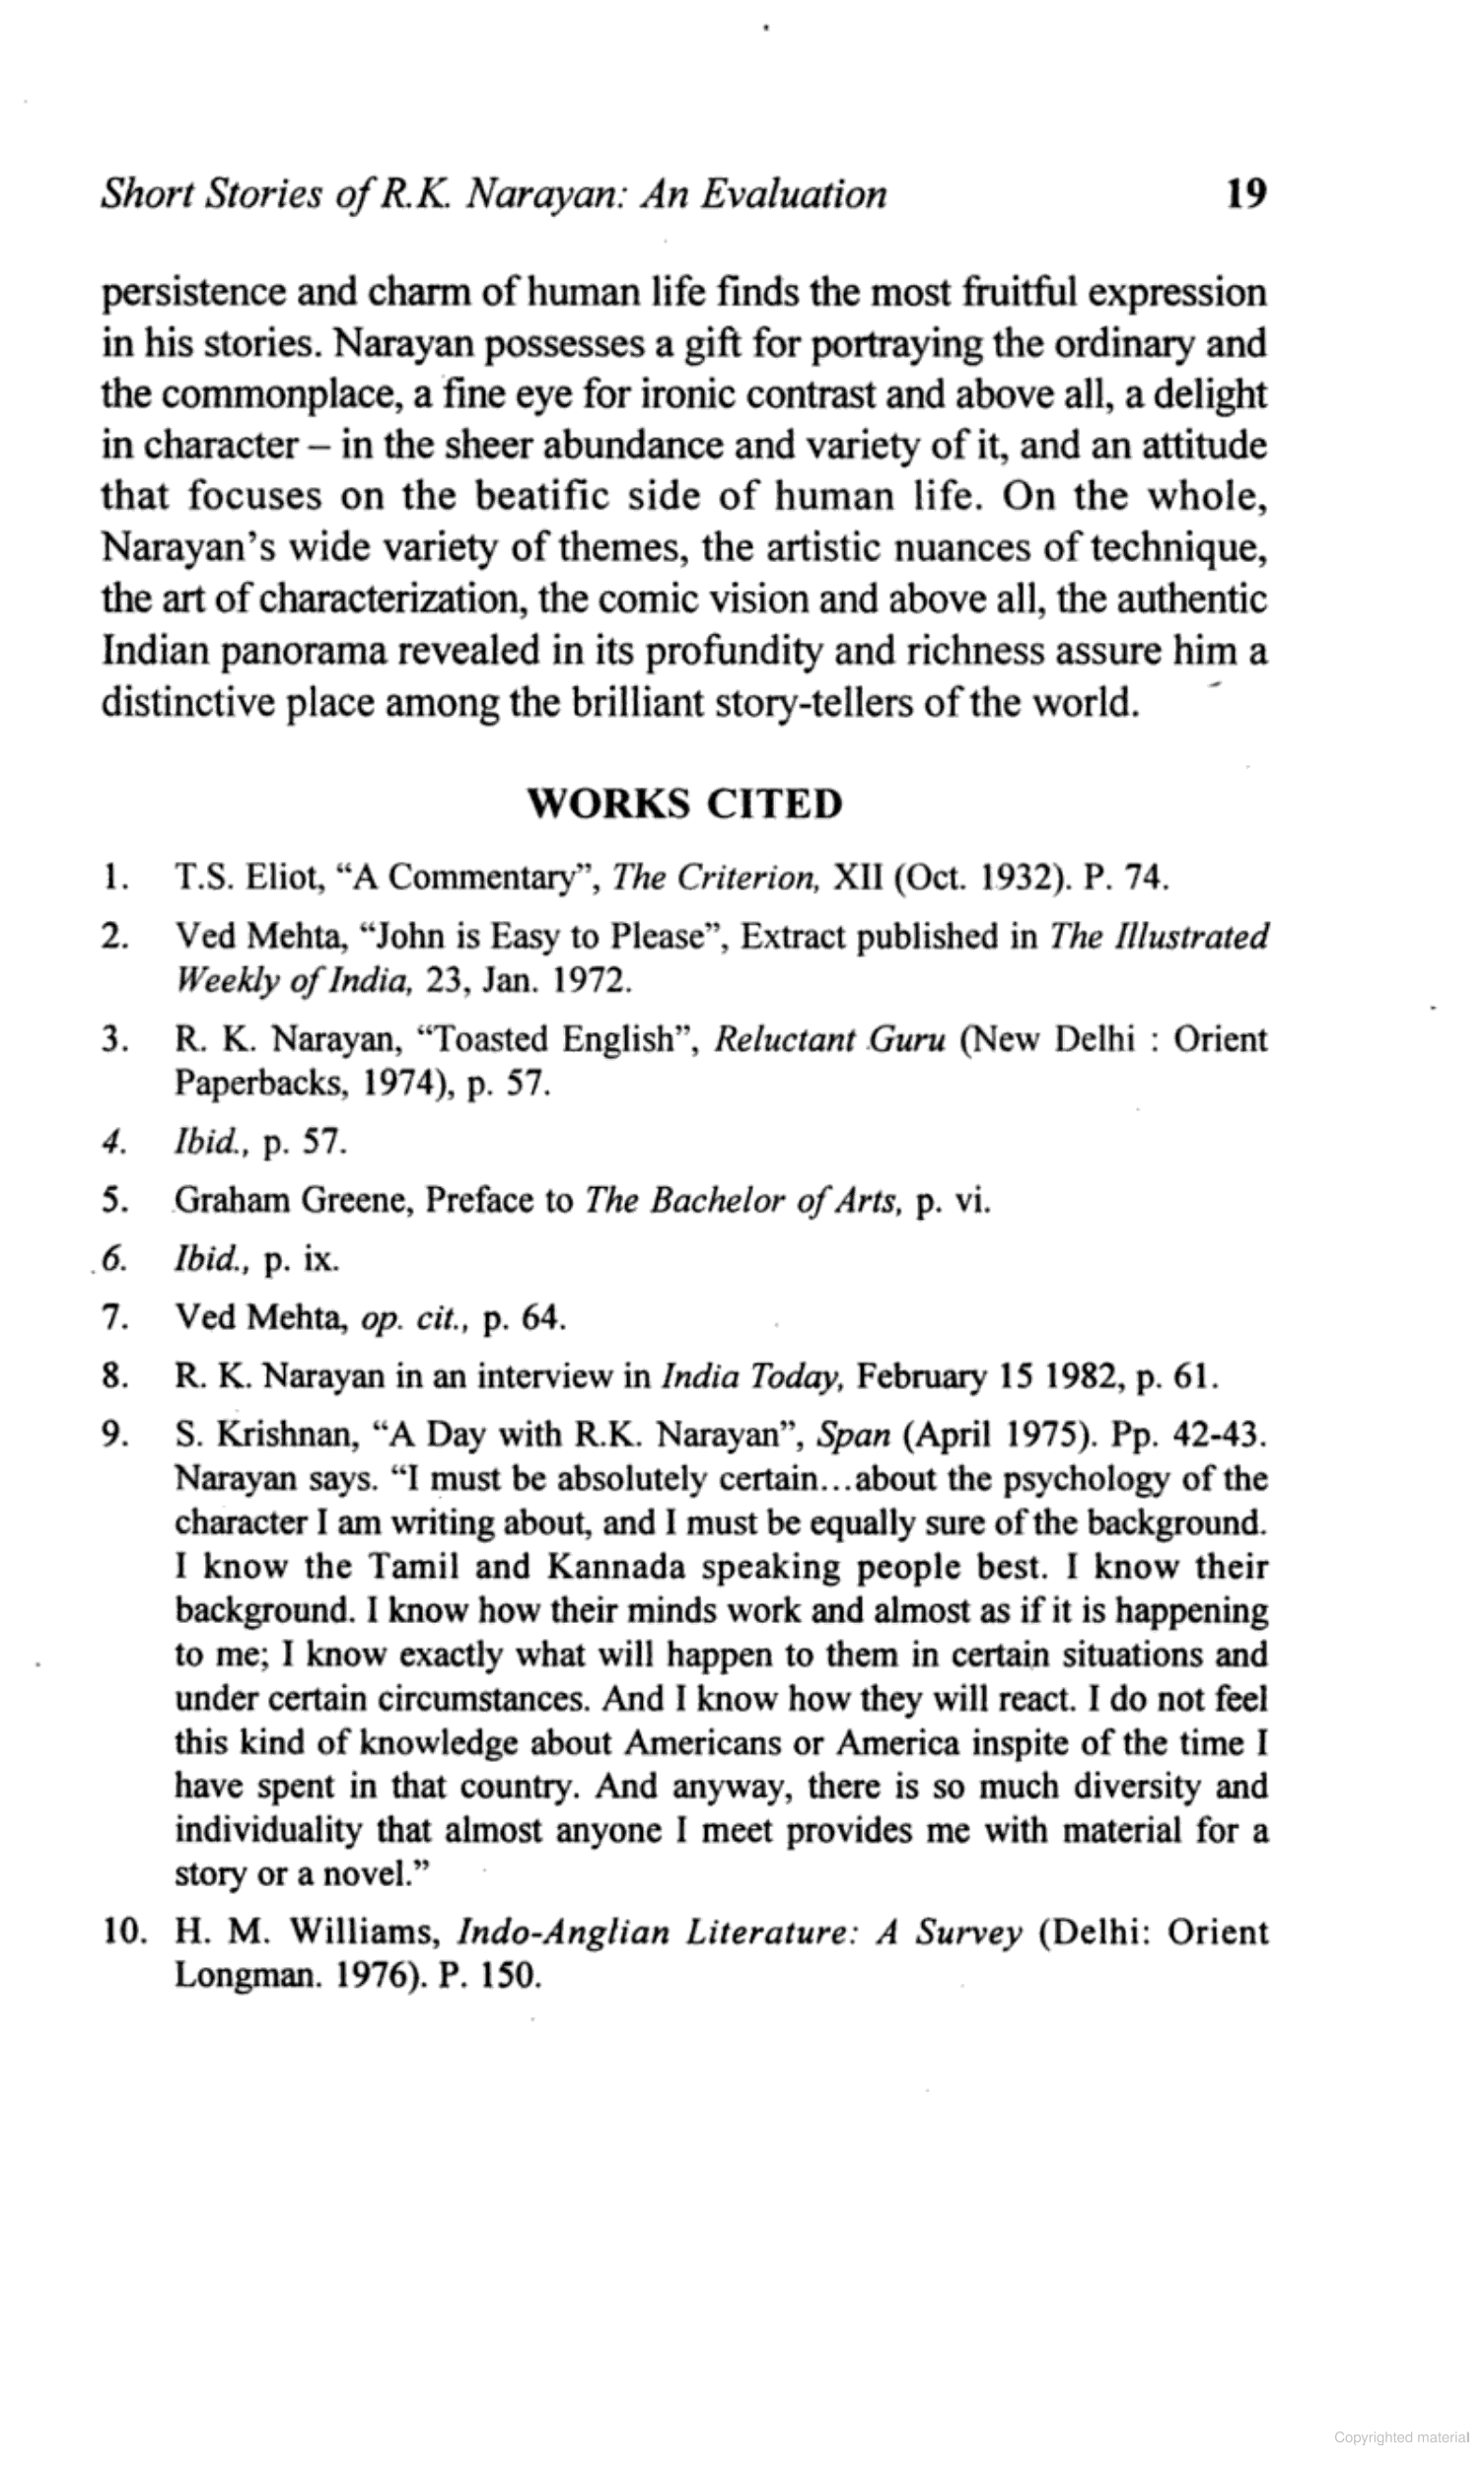 Short Stories of R.K. Narayan: An Evaluation 19
persistence and charm of human life finds the most fruitful expression
in his stories. Narayan possesses a gift for portraying the ordinary and
the commonplace, a fine eye for ironic contrast and above all, a delight
in character – in the sheer abundance and variety of it, and an attitude
that focuses on the beatific side of human life. On the whole,
Narayan’s wide variety of themes, the artistic nuances of technique,
the art of characterization, the comic vision and above all, the authentic
Indian panorama revealed in its profundity and richness assure him a
distinctive place among the brilliant story-tellers of the world.
WORKS CITED
1. T.S. Eliot, “A Commentary”, The Criterion, XII (Oct. 1932). P. 74.
2. Ved Mehta, “John is Easy to Please”, Extract published in The Illustrated
Weekly of India, 23, Jan. 1972.
3. R. K. Narayan, “Toasted English”, Reluctant Guru (New Delhi : Orient
Paperbacks, 1974), p. 57.
4. Ibid., p. 57.
5. Graham Greene, Preface to The Bachelor of Arts, p. vi.
6. Ibid., p. ix.
7. Ved Mehta, op. cit., p. 64.
8. R. K. Narayan in an interview in India Today, February 15 1982, p. 61.
9. S. Krishnan, “A Day with R.K. Narayan”, Span (April 1975). Pp. 42-43.
Narayan says. “I must be absolutely certain...about the psychology of the
character I am writing about, and I must be equally sure of the background.
I know the Tamil and Kannada speaking people best. I know their
background. I know how their minds work and almost as if it is happening
to me; I know exactly what will happen to them in certain situations and
under certain circumstances. And I know how they will react. I do not feel
this kind of knowledge about Americans or America inspite of the time I
have spent in that country. And anyway, there is so much diversity and
individuality that almost anyone I meet provides me with material for a
story or a novel.”
10. H. M. Williams, Indo-Anglian Literature: A Survey (Delhi: Orient
Longman. 1976). P. 150.
Copyrighted material